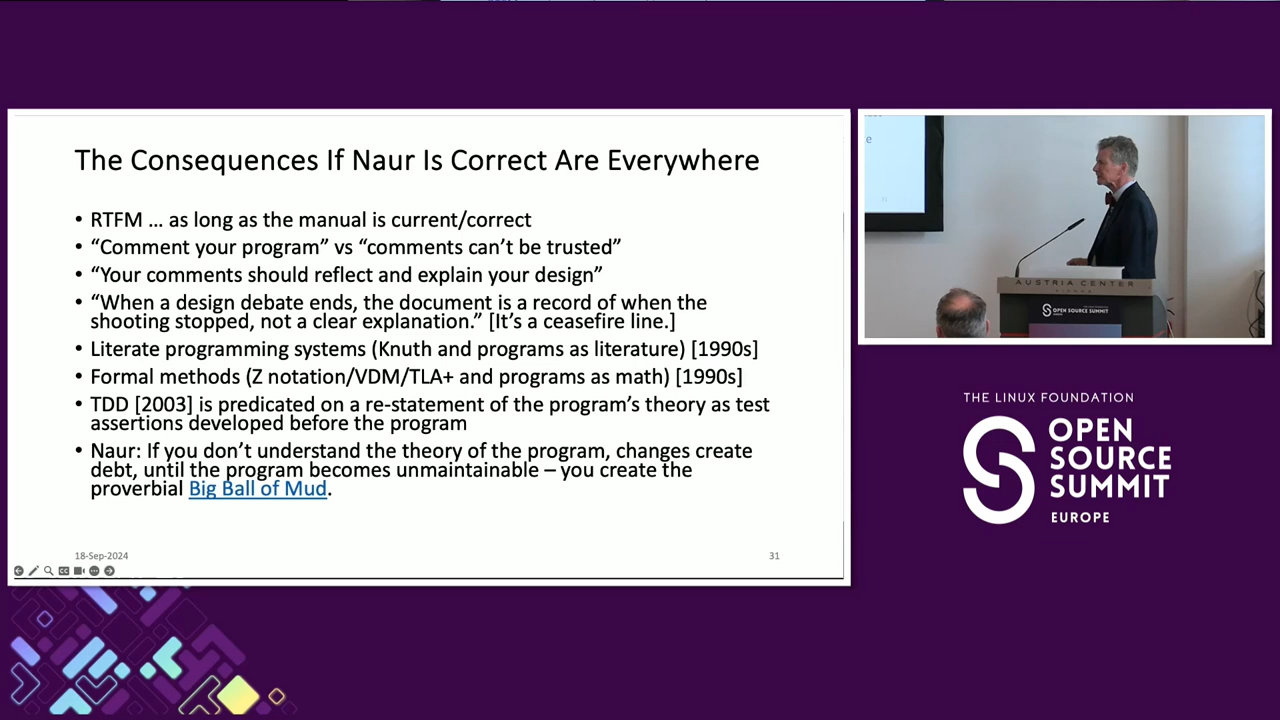 The Consequences If Naur Is Correct Are Everywhere
• RTFM … as long as the manual is current/correct
• “Comment your program” vs “comments can’t be trusted”
• “Your comments should reflect and explain your design”
• “When a design debate ends, the document is a record of when the
shooting stopped, not a clear explanation.” [It’s a ceasefire line.]
• Literate programming systems (Knuth and programs as literature) [1990s]
• Formal methods (Z notation/VDM/TLA+ and programs as math) [1990s]
• TDD [2003] is predicated on a re-statement of the program’s theory as test
assertions developed before the program
• Naur: If you don’t understand the theory of the program, changes create
debt, until the program becomes unmaintainable – you create the
proverbial Big Ball of Mud.
18-Sep-2024
31
e
31
AUSTRIA CENTER
OPEN SOURCE SUMMIT
THE LINUX FOUNDATION
OPEN
SOURCE
SUMMIT
EUROPE